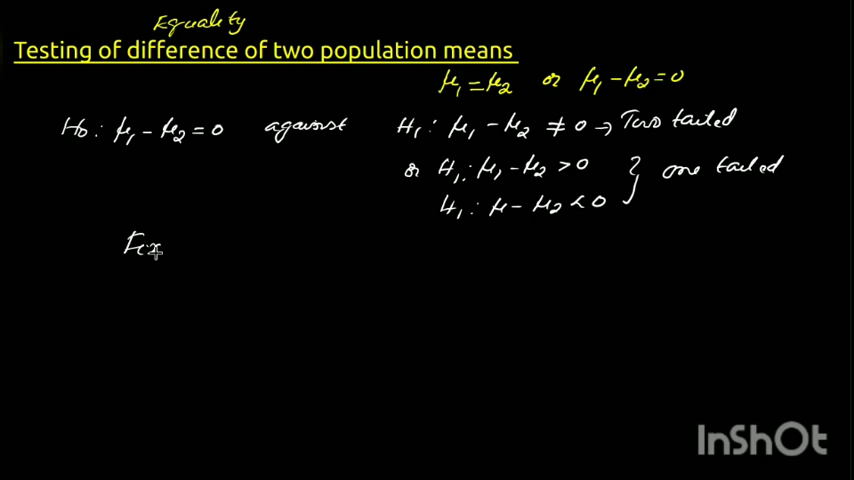 Equality
Testing of difference of two population means
μ₁ = μ₂ or μ₁ - μ₂ = 0
H₀: μ₁ - μ₂ = 0 against H₁: μ₁ - μ₂ ≠ 0 → Two tailed
or H₁: μ₁ - μ₂ > 0 } one tailed
H₁: μ - μ₂ < 0
InShOt